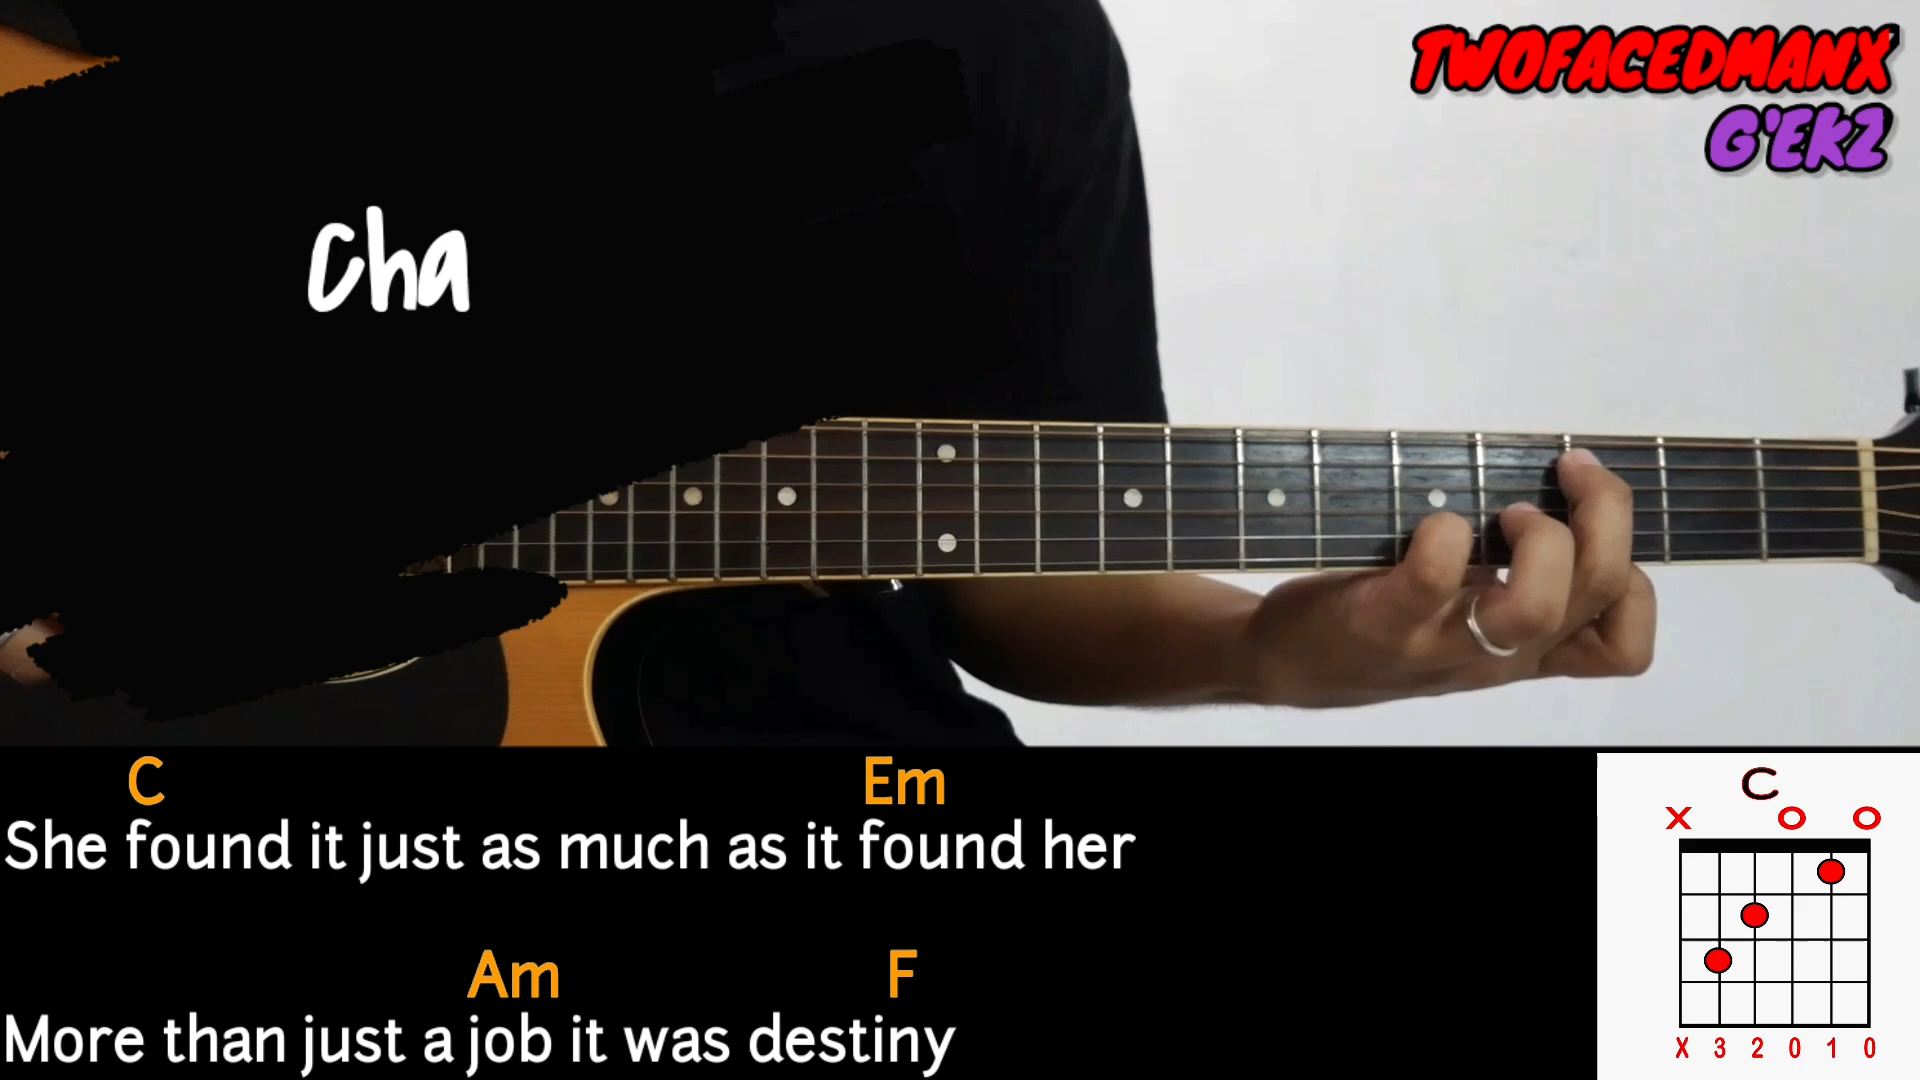 TWOFACEDMANX
G'EKZ
Cha
C Em
She found it just as much as it found her
Am F
More than just a job it was destiny
C
X O O
X 3 2 0 1 0